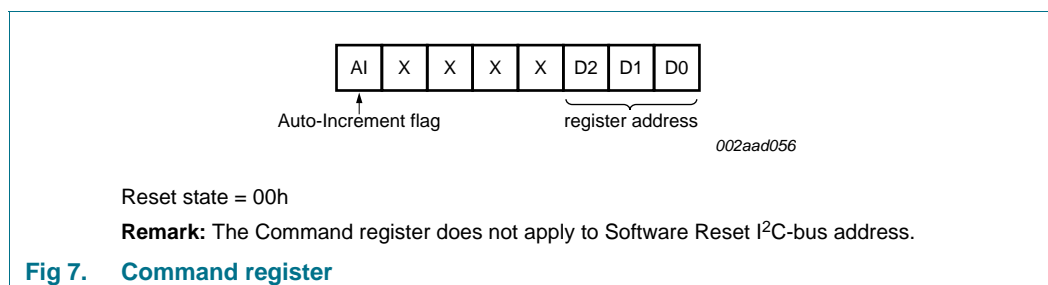 AI X X X X D2 D1 D0
Auto-Increment flag register address
002aad056
Reset state = 00h
Remark: The Command register does not apply to Software Reset I2C-bus address.
Fig 7. Command register